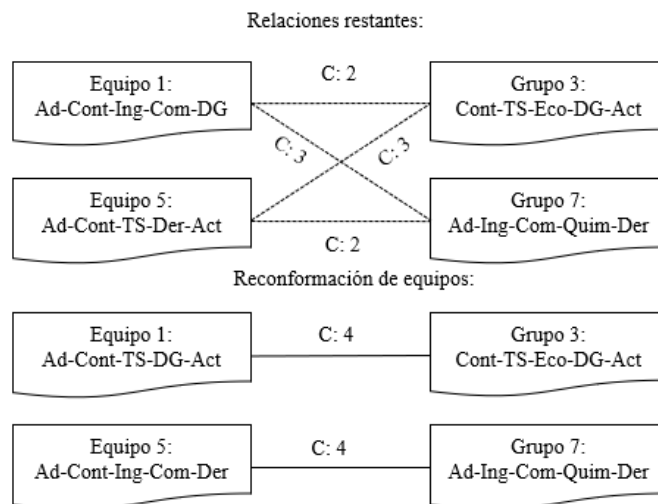 Relaciones restantes:
Equipo 1:
Ad-Cont-Ing-Com-DG
C: 2
Grupo 3:
Cont-TS-Eco-DG-Act
C: 3
C: 3
Equipo 5:
Ad-Cont-TS-Der-Act
C: 2
Grupo 7:
Ad-Ing-Com-Quim-Der
Reconformación de equipos:
Equipo 1:
Ad-Cont-TS-DG-Act
C: 4
Grupo 3:
Cont-TS-Eco-DG-Act
Equipo 5:
Ad-Cont-Ing-Com-Der
C: 4
Grupo 7:
Ad-Ing-Com-Quim-Der